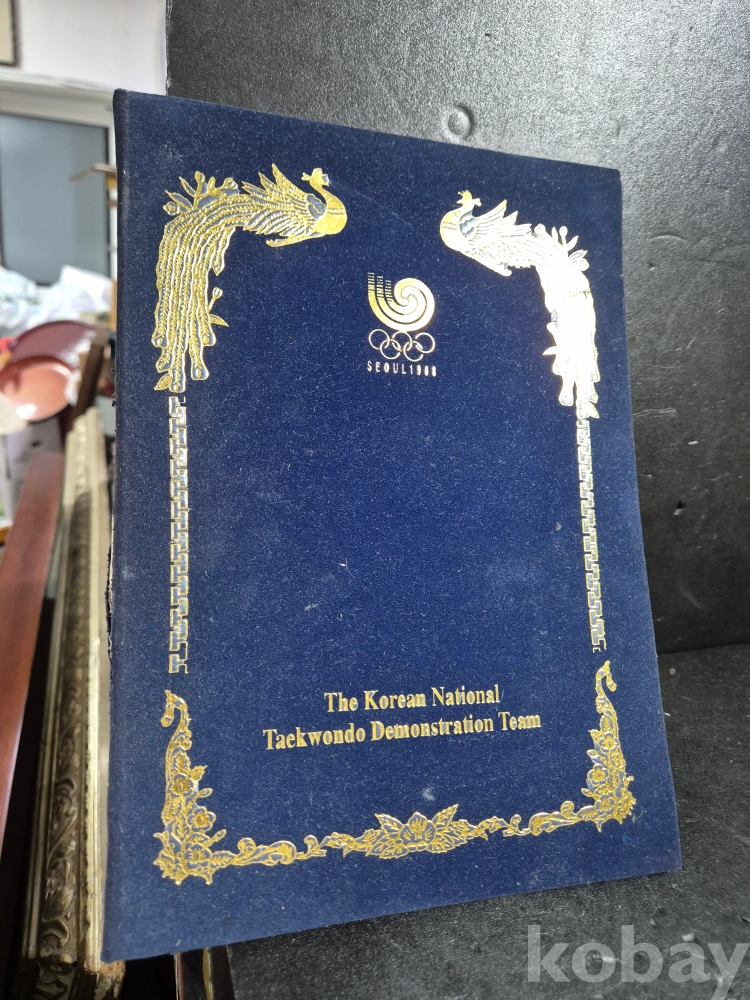 SEOUL1988
The Korean National
Taekwondo Demonstration Team
kobay